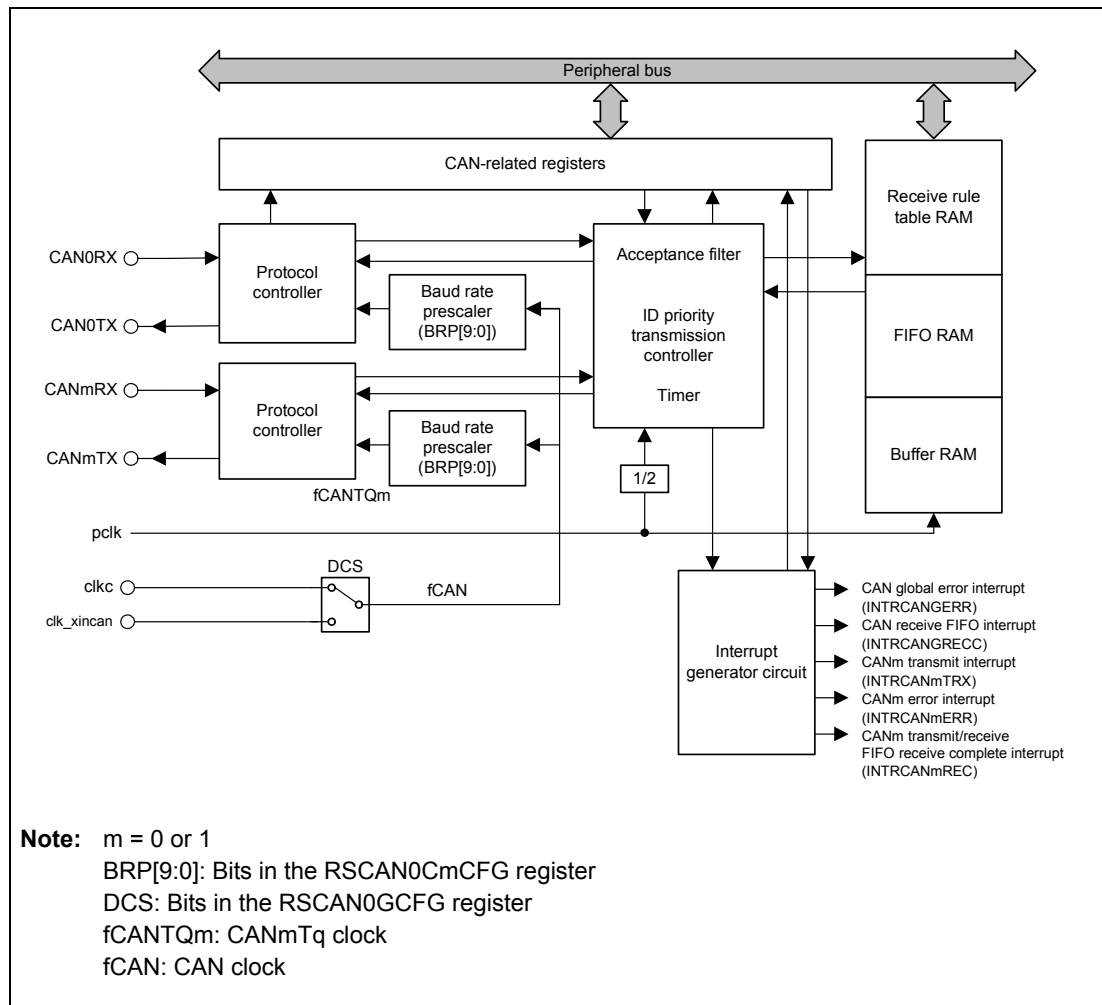 Peripheral bus
CAN-related registers
Receive rule
table RAM
FIFO RAM
Buffer RAM
CAN0RX
CAN0TX
Protocol
controller
Baud rate
prescaler
(BRP[9:0])
CANmRX
CANmTX
Protocol
controller
Baud rate
prescaler
(BRP[9:0])
fCANTQm
Acceptance filter
ID priority
transmission
controller
Timer
1/2
pclk
DCS
clkc
clk_xincan
fCAN
Interrupt
generator circuit
CAN global error interrupt
(INTRCANGERR)
CAN receive FIFO interrupt
(INTRCANGRECC)
CANm transmit interrupt
(INTRCANmTRX)
CANm error interrupt
(INTRCANmERR)
CANm transmit/receive
FIFO receive complete interrupt
(INTRCANmREC)
Note: m = 0 or 1
BRP[9:0]: Bits in the RSCAN0CmCFG register
DCS: Bits in the RSCAN0GCFG register
fCANTQm: CANmTq clock
fCAN: CAN clock